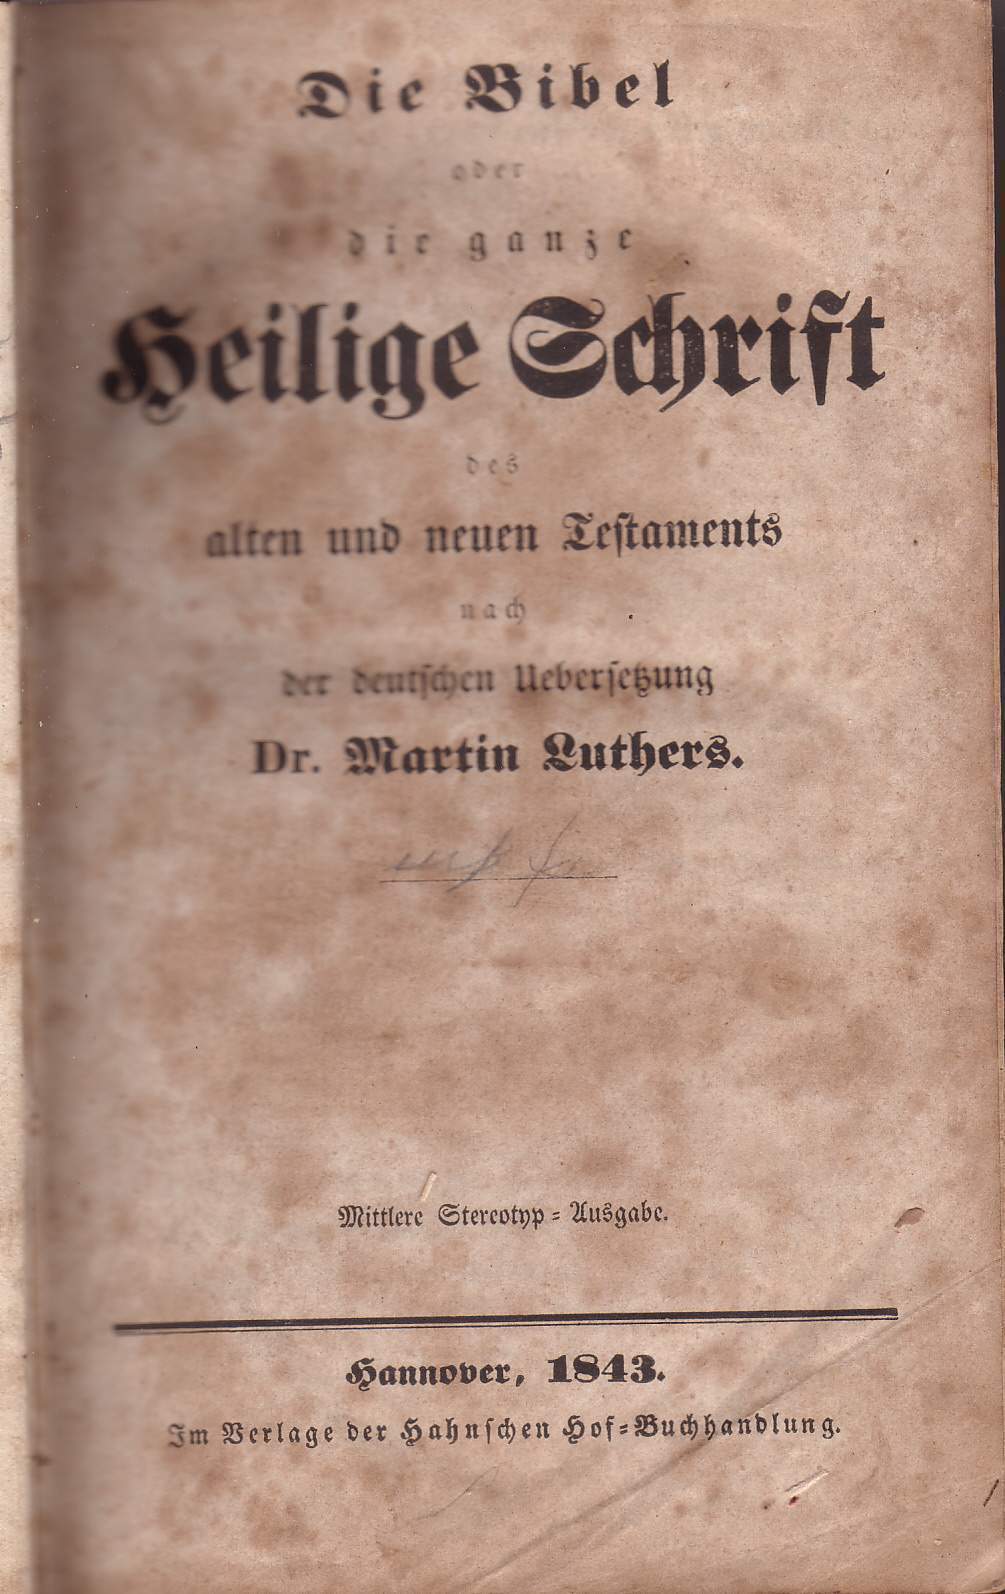 Die Bibel
oder
die ganze
Heilige Schrift
des
alten und neuen Testaments
nach
der deutschen Uebersetzung
Dr. Martin Luthers.
Mittlere Stereotyp-Ausgabe.
Hannover, 1843.
Im Verlage der Hahnschen Hof-Buchhandlung.